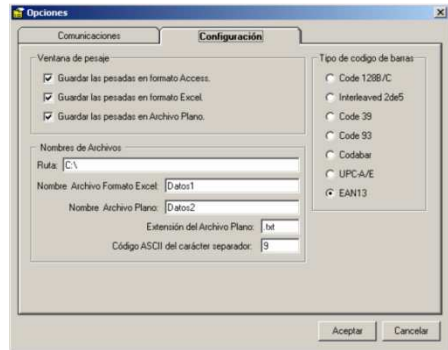 Opciones
Comunicaciones
Configuración
Ventana de pesaje
Guardar las pesadas en formato Access.
Guardar las pesadas en formato Excel.
Guardar las pesadas en Archivo Plano.
Nombres de Archivos
Ruta: C:\
Nombre Archivo Formato Excel: Datos1
Nombre Archivo Plano: Datos2
Extensión del Archivo Plano: .txt
Código ASCII del carácter separador: 9
Tipo de codigo de barras
Code 128B/C
Interleaved 2de5
Code 39
Code 93
Codabar
UPC-A/E
EAN13
Aceptar
Cancelar